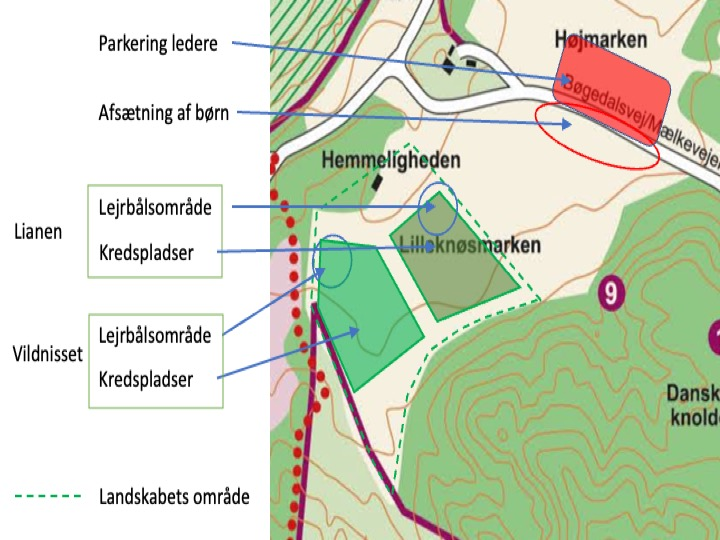 Parkering ledere
Afsætning af børn
Lianen
Lejrbålsområde
Kredspladser
Vildnisset
Lejrbålsområde
Kredspladser
Landskabets område
Højmarken
Bøgedalsvej/Mælkevejen
Hemmeligheden
Lilleknøsmarken
9
Dansk
knold